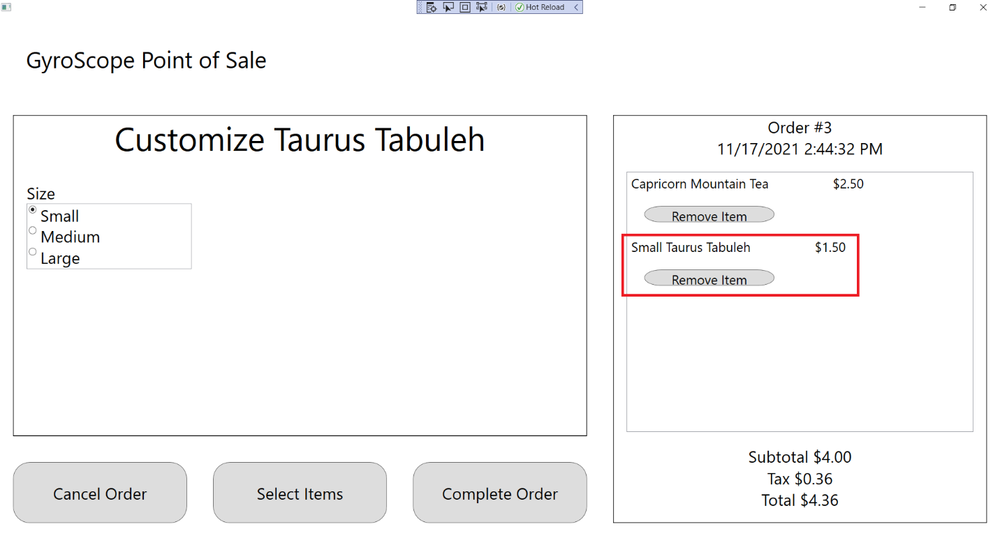 Hot Reload
GyroScope Point of Sale
Customize Taurus Tabuleh
Size
Small
Medium
Large
Cancel Order
Select Items
Complete Order
Order #3
11/17/2021 2:44:32 PM
Capricorn Mountain Tea $2.50
Remove Item
Small Taurus Tabuleh $1.50
Remove Item
Subtotal $4.00
Tax $0.36
Total $4.36